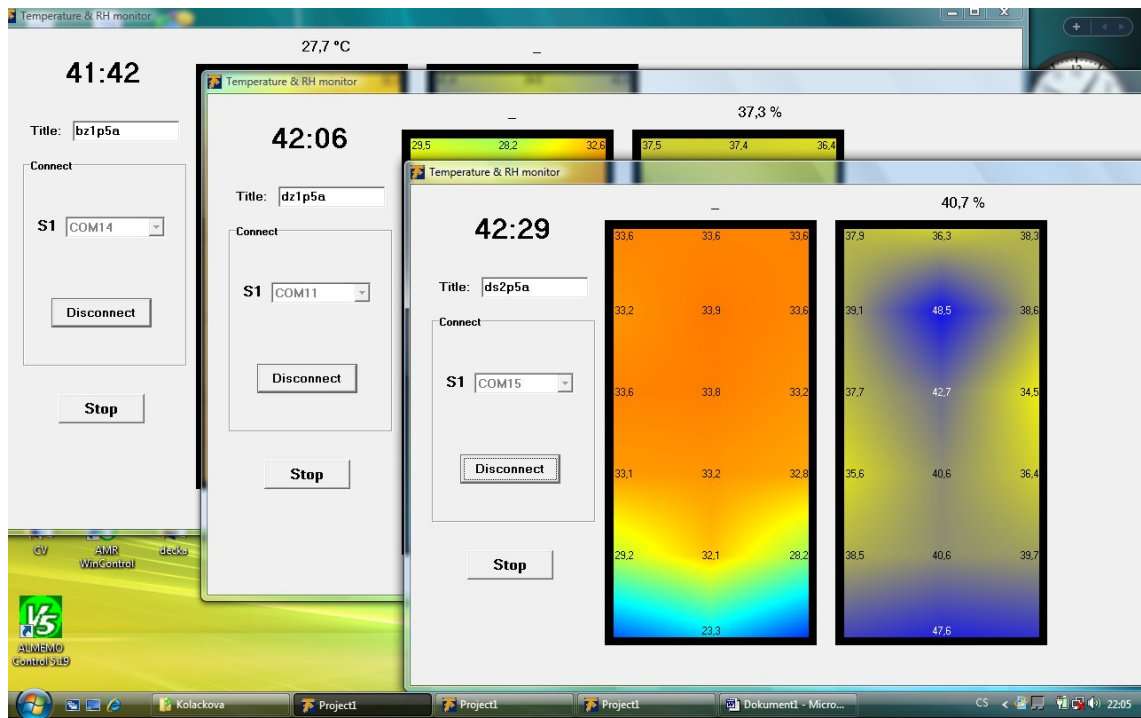 Temperature & RH monitor
27,7 °C
_
41:42
Title: bz1p5a
Connect
S1 COM14
Disconnect
Stop
Temperature & RH monitor
_
37,3 %
42:06
29,5 28,2 32,6
37,5 37,4 36,4
Title: dz1p5a
Connect
S1 COM11
Disconnect
Stop
Temperature & RH monitor
_
40,7 %
42:29
Title: ds2p5a
Connect
S1 COM15
Disconnect
Stop
33,6 33,6 33,6
33,2 33,9 33,6
33,6 33,8 33,2
33,1 33,2 32,8
29,2 32,1 28,2
23,3
37,9 36,3 38,3
39,1 48,5 38,6
37,7 42,7 34,5
35,6 40,6 36,4
38,5 40,6 39,7
47,6
GV
AMR WinControl
decka
V5
ALMEMO
Control 5.19
Kolackova
Project1
Project1
Project1
Dokument1 - Micro...
CS
22:05